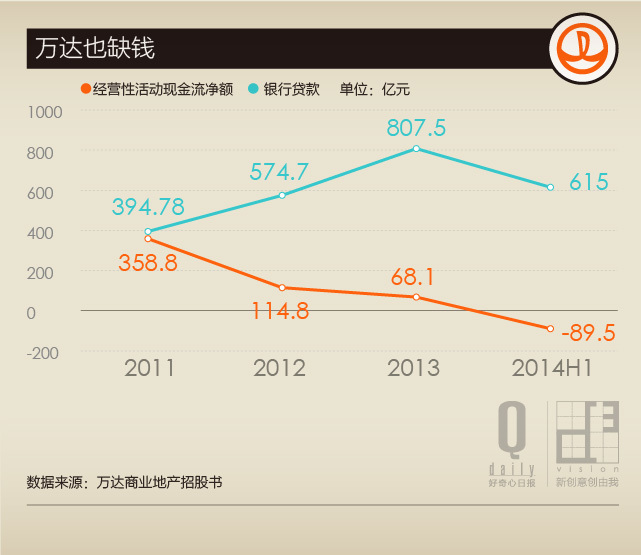 万达也缺钱
经营性活动现金流净额 银行贷款 单位：亿元
1000
800
600
400
200
0
-200
394.78
574.7
807.5
615
358.8
114.8
68.1
-89.5
2011 2012 2013 2014H1
Q
daily
好奇心日报
vision
新创意创由我
数据来源：万达商业地产招股书